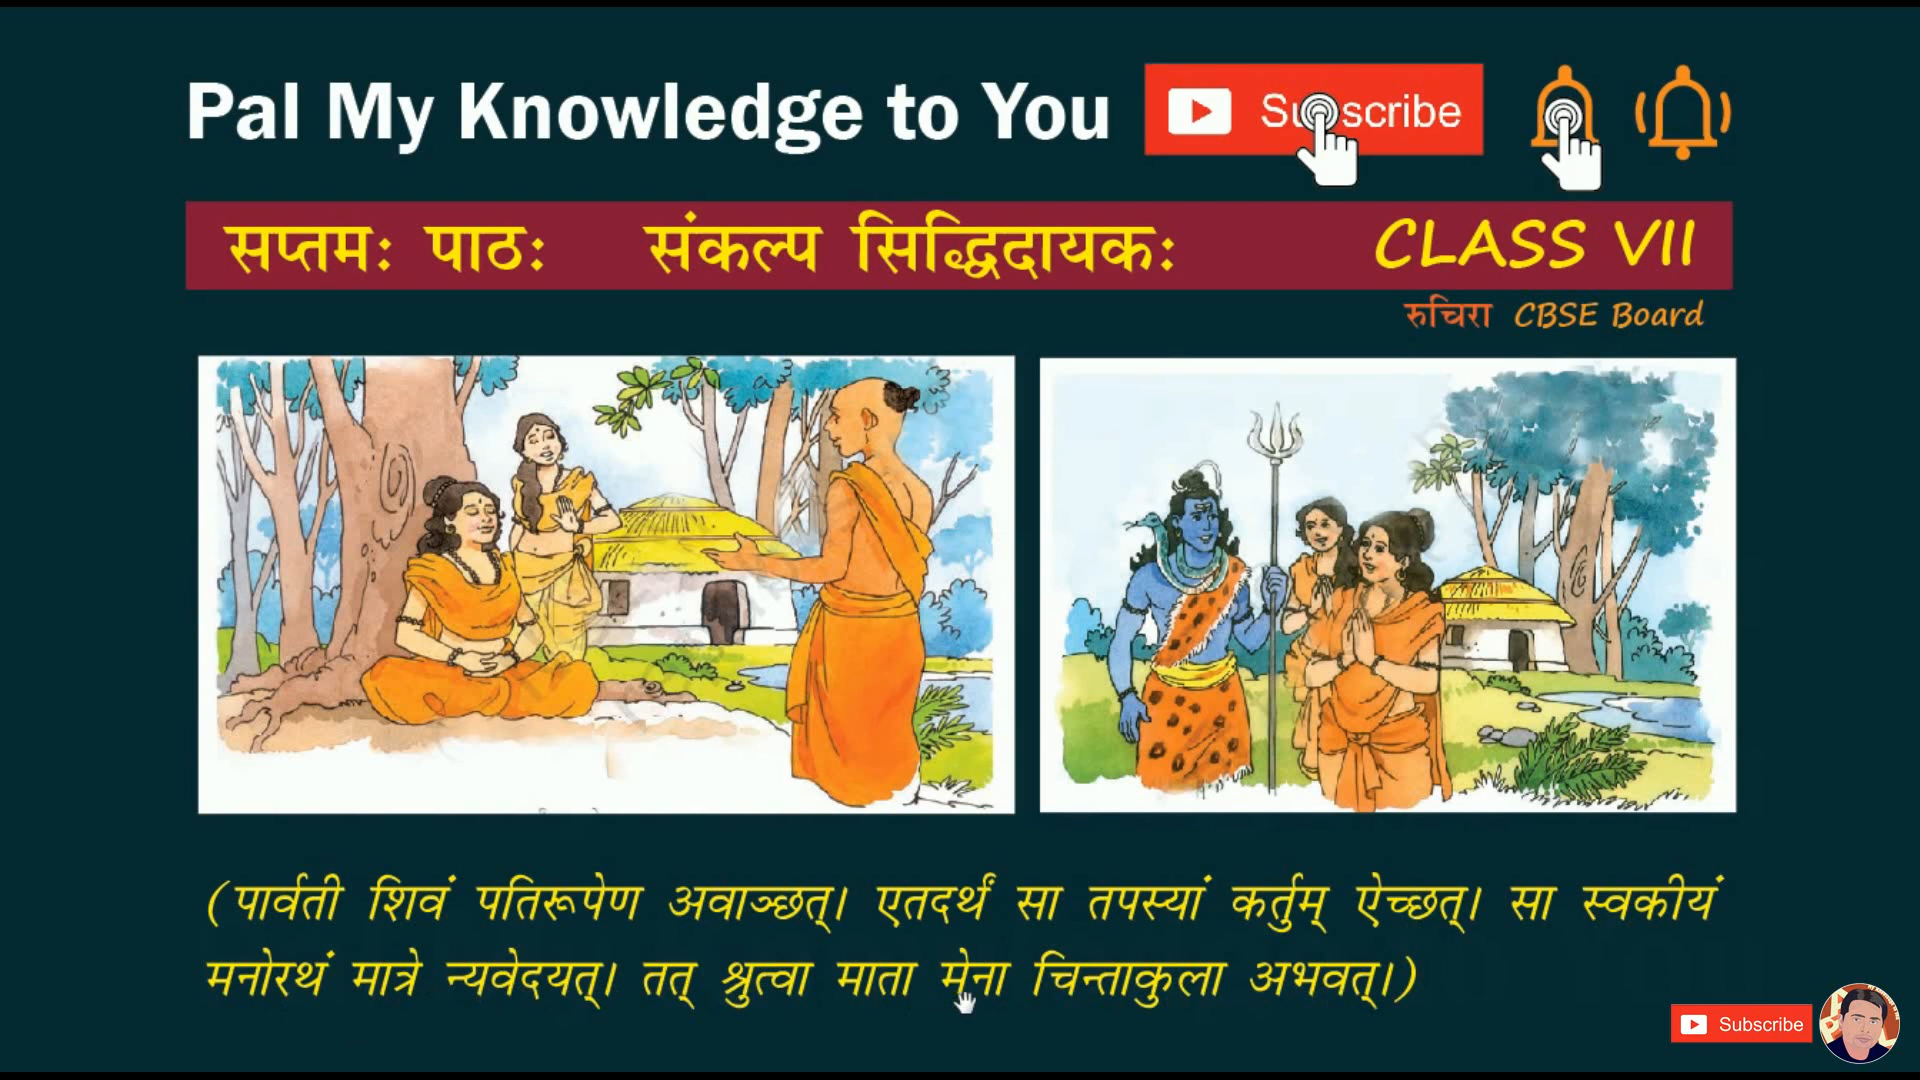 Pal My Knowledge to You
Subscribe
सप्तमः पाठः संकल्प सिद्धिदायकः CLASS VII
रुचिरा CBSE Board
(पार्वती शिवं पतिरूपेण अवाञ्छत्। एतदर्थं सा तपस्यां कर्तुम् ऐच्छत्। सा स्वकीयं
मनोरथं मात्रे न्यवेदयत्। तत् श्रुत्वा माता मेना चिन्ताकुला अभवत्।)
Subscribe